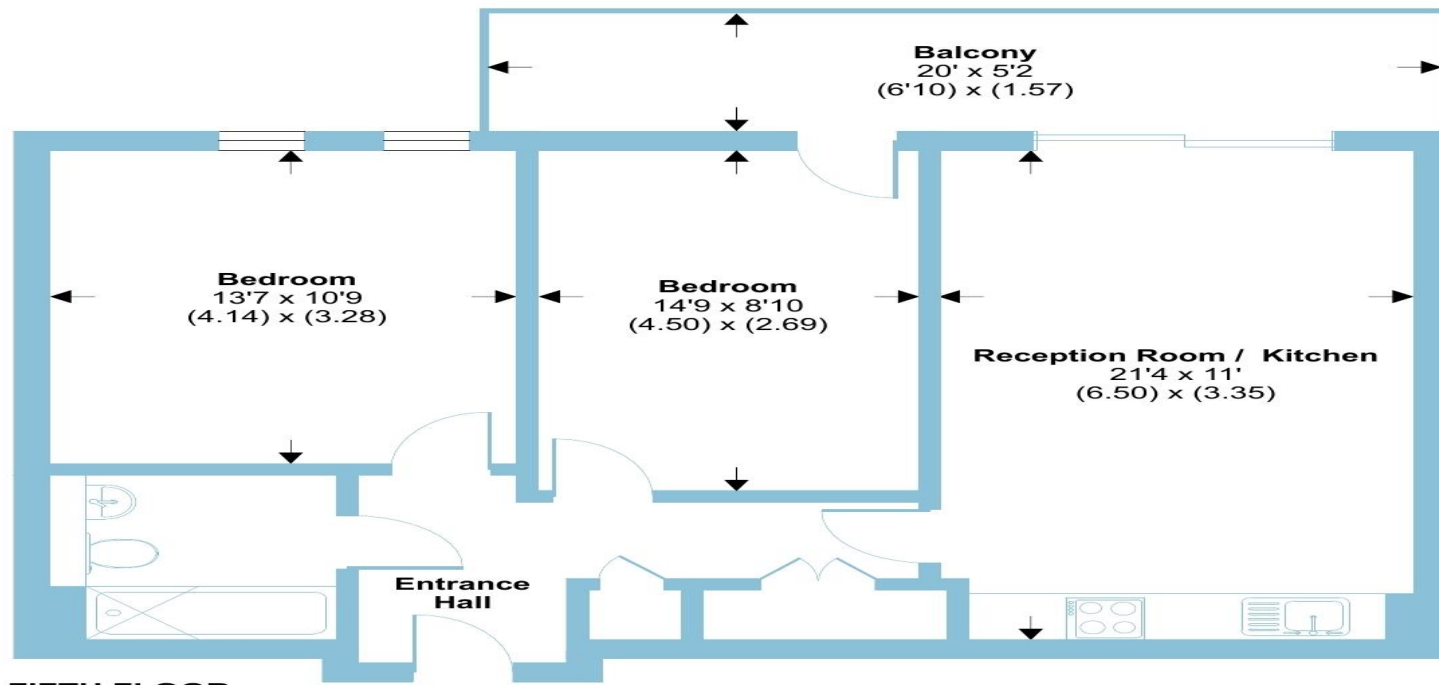 Balcony
20' x 5'2
(6'10) x (1.57)
Bedroom
13'7 x 10'9
(4.14) x (3.28)
Bedroom
14'9 x 8'10
(4.50) x (2.69)
Reception Room / Kitchen
21'4 x 11'
(6.50) x (3.35)
Entrance
Hall
FIFTH FLOOR